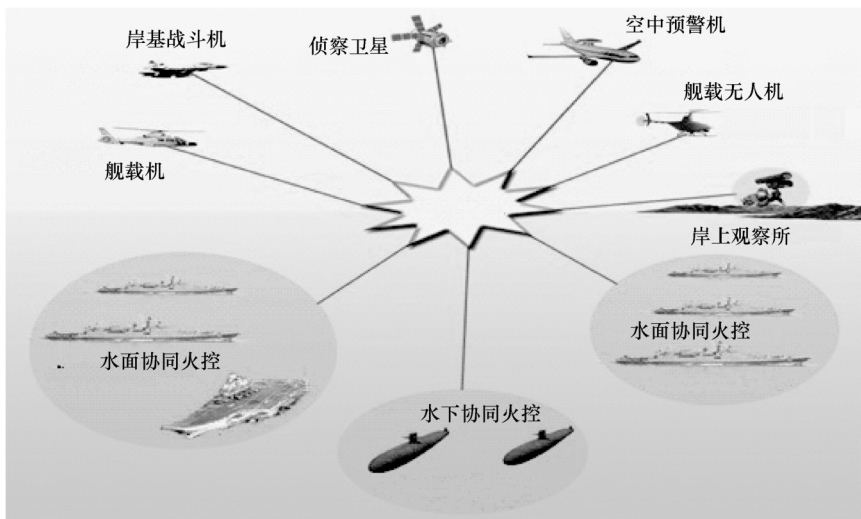 岸基战斗机
侦察卫星
空中预警机
舰载无人机
舰载机
岸上观察所
水面协同火控
水面协同火控
水下协同火控